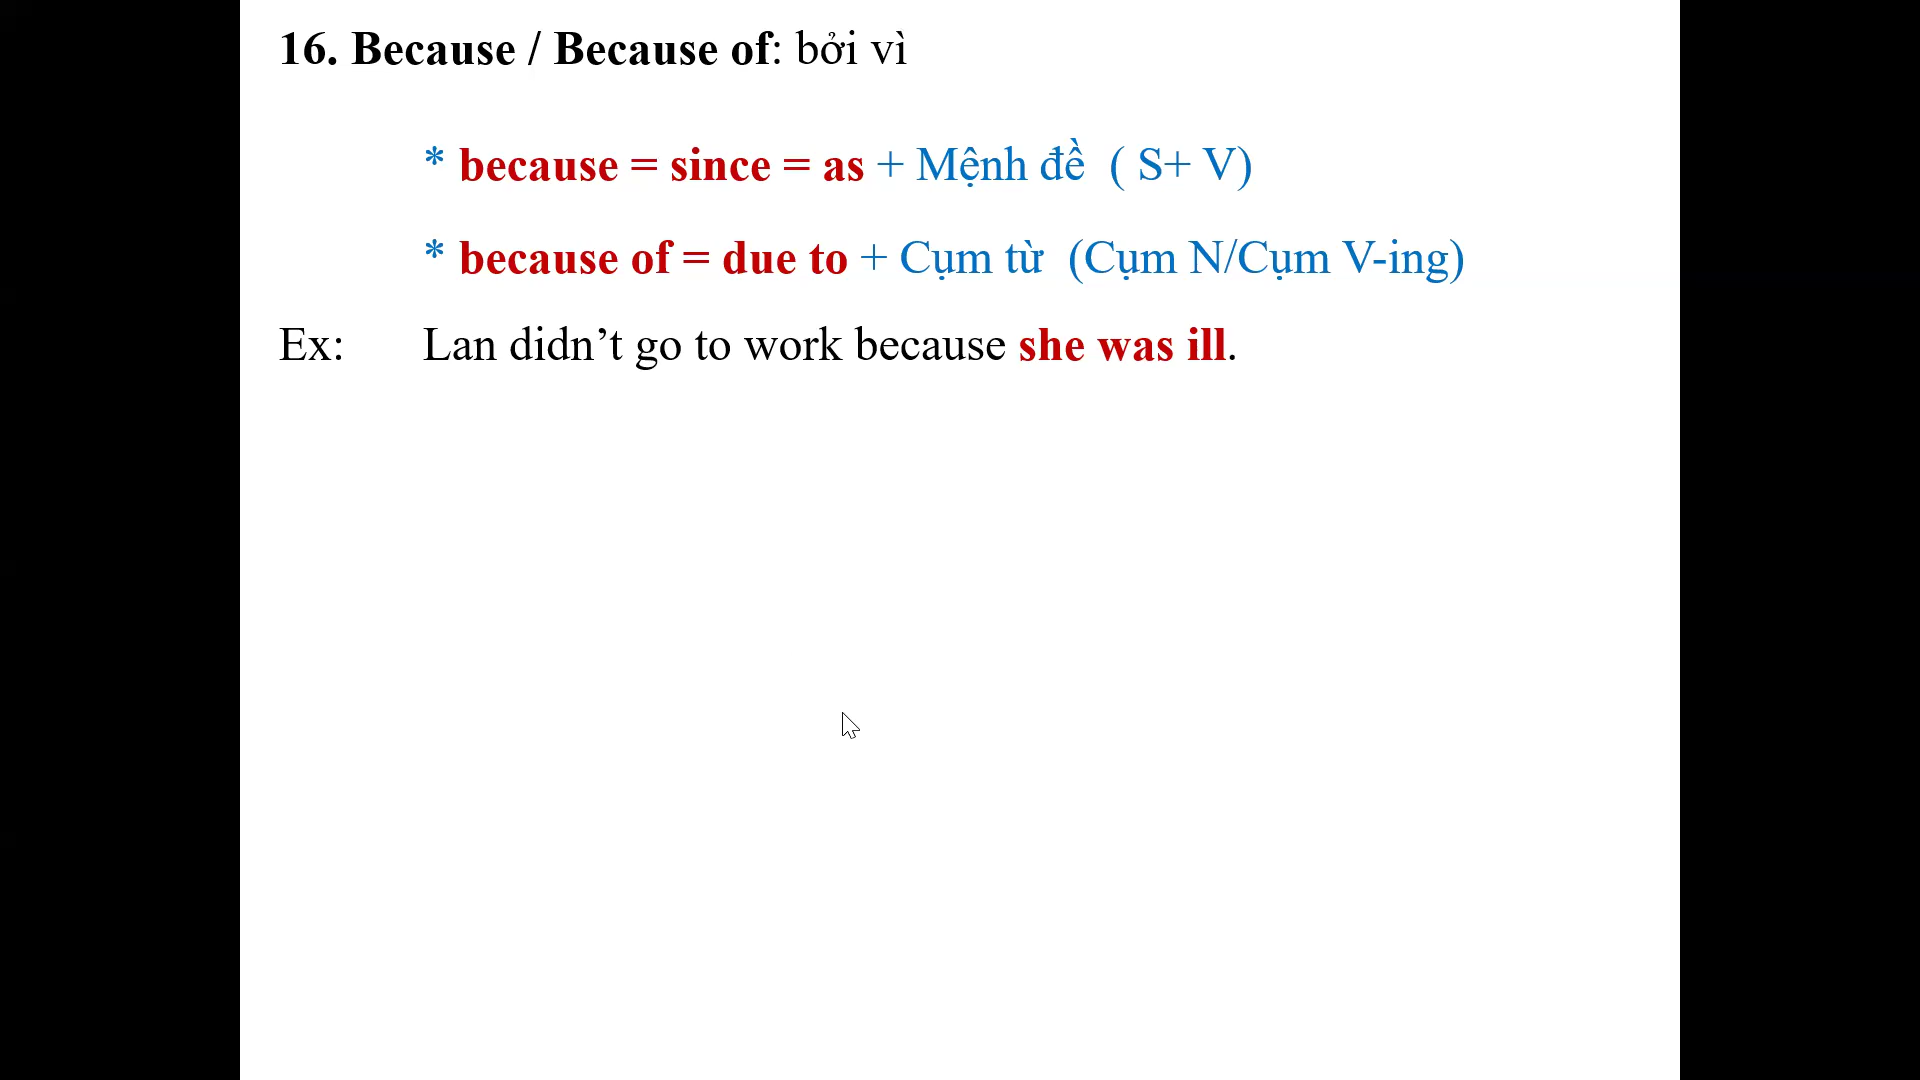 16. Because / Because of: bởi vì
* because = since = as + Mệnh đề ( S+ V)
* because of = due to + Cụm từ (Cụm N/Cụm V-ing)
Ex: Lan didn’t go to work because she was ill.